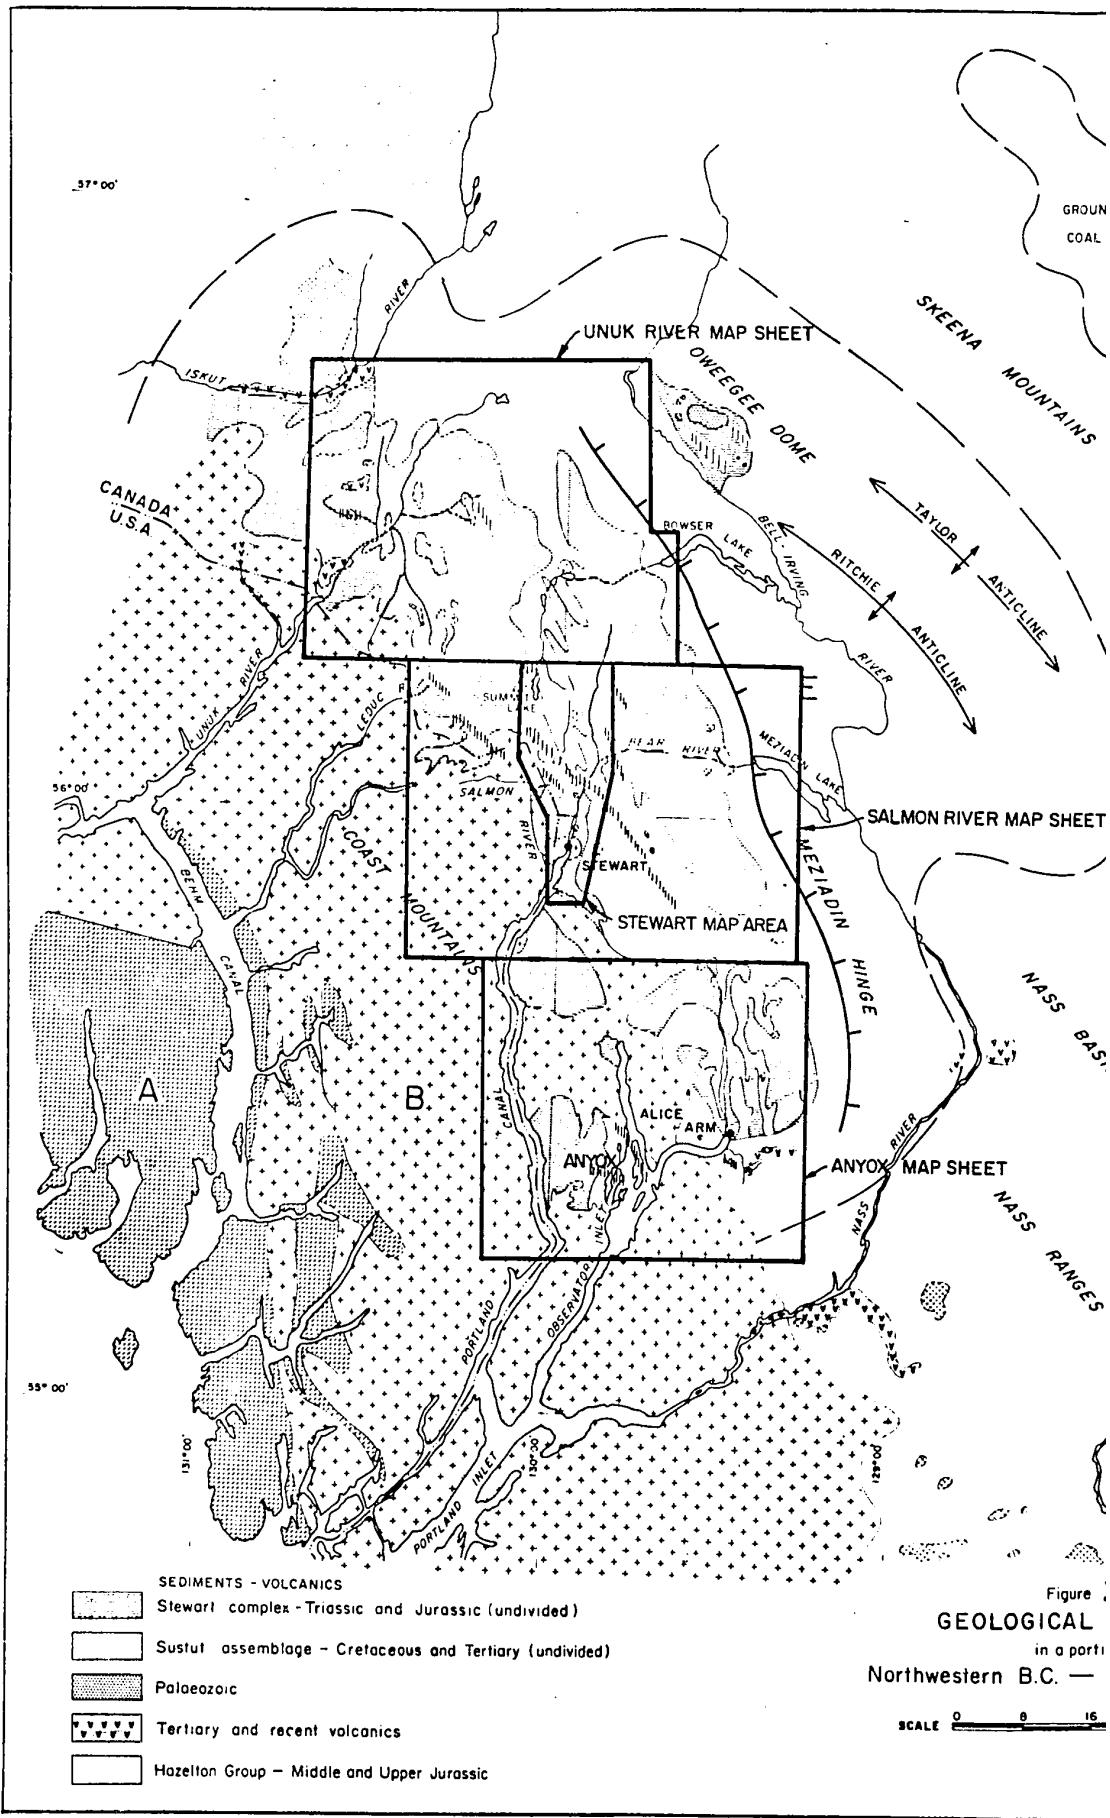 57° 00'
GROUN
COAL
SKEENA
MOUNTAINS
RIVER
UNUK RIVER MAP SHEET
ISKUT
OWEEGEE DOME
CANADA
U.S.A
BOWSER
LAKE
BELL-IRVING
RIVER
TAYLOR
ANTICLINE
RITCHIE
ANTICLINE
UNUK RIVER
LEDUC
R
SUMMIT
LAKE
BEAR RIVER
MEZIADIN LAKE
56° 00'
SALMON
RIVER
SALMON RIVER MAP SHEET
COAST
MOUNTAINS
STEWART
STEWART MAP AREA
MEZIADIN
HINGE
BEHM
CANAL
NASS
BASI
A
B
CANAL
ALICE
ARM
ANYOX
ANYOX MAP SHEET
RIVER
NASS
NASS RANGES
OBSERVATOR INLET
PORTLAND
55° 00'
131° 00'
PORTLAND INLET
130° 00'
129° 00'
SEDIMENTS - VOLCANICS
Stewart complex - Triassic and Jurassic (undivided)
Sustut assemblage - Cretaceous and Tertiary (undivided)
Palaeozoic
Tertiary and recent volcanics
Hazelton Group - Middle and Upper Jurassic
Figure
GEOLOGICAL
in a porti
Northwestern B.C. —
SCALE 0 8 16